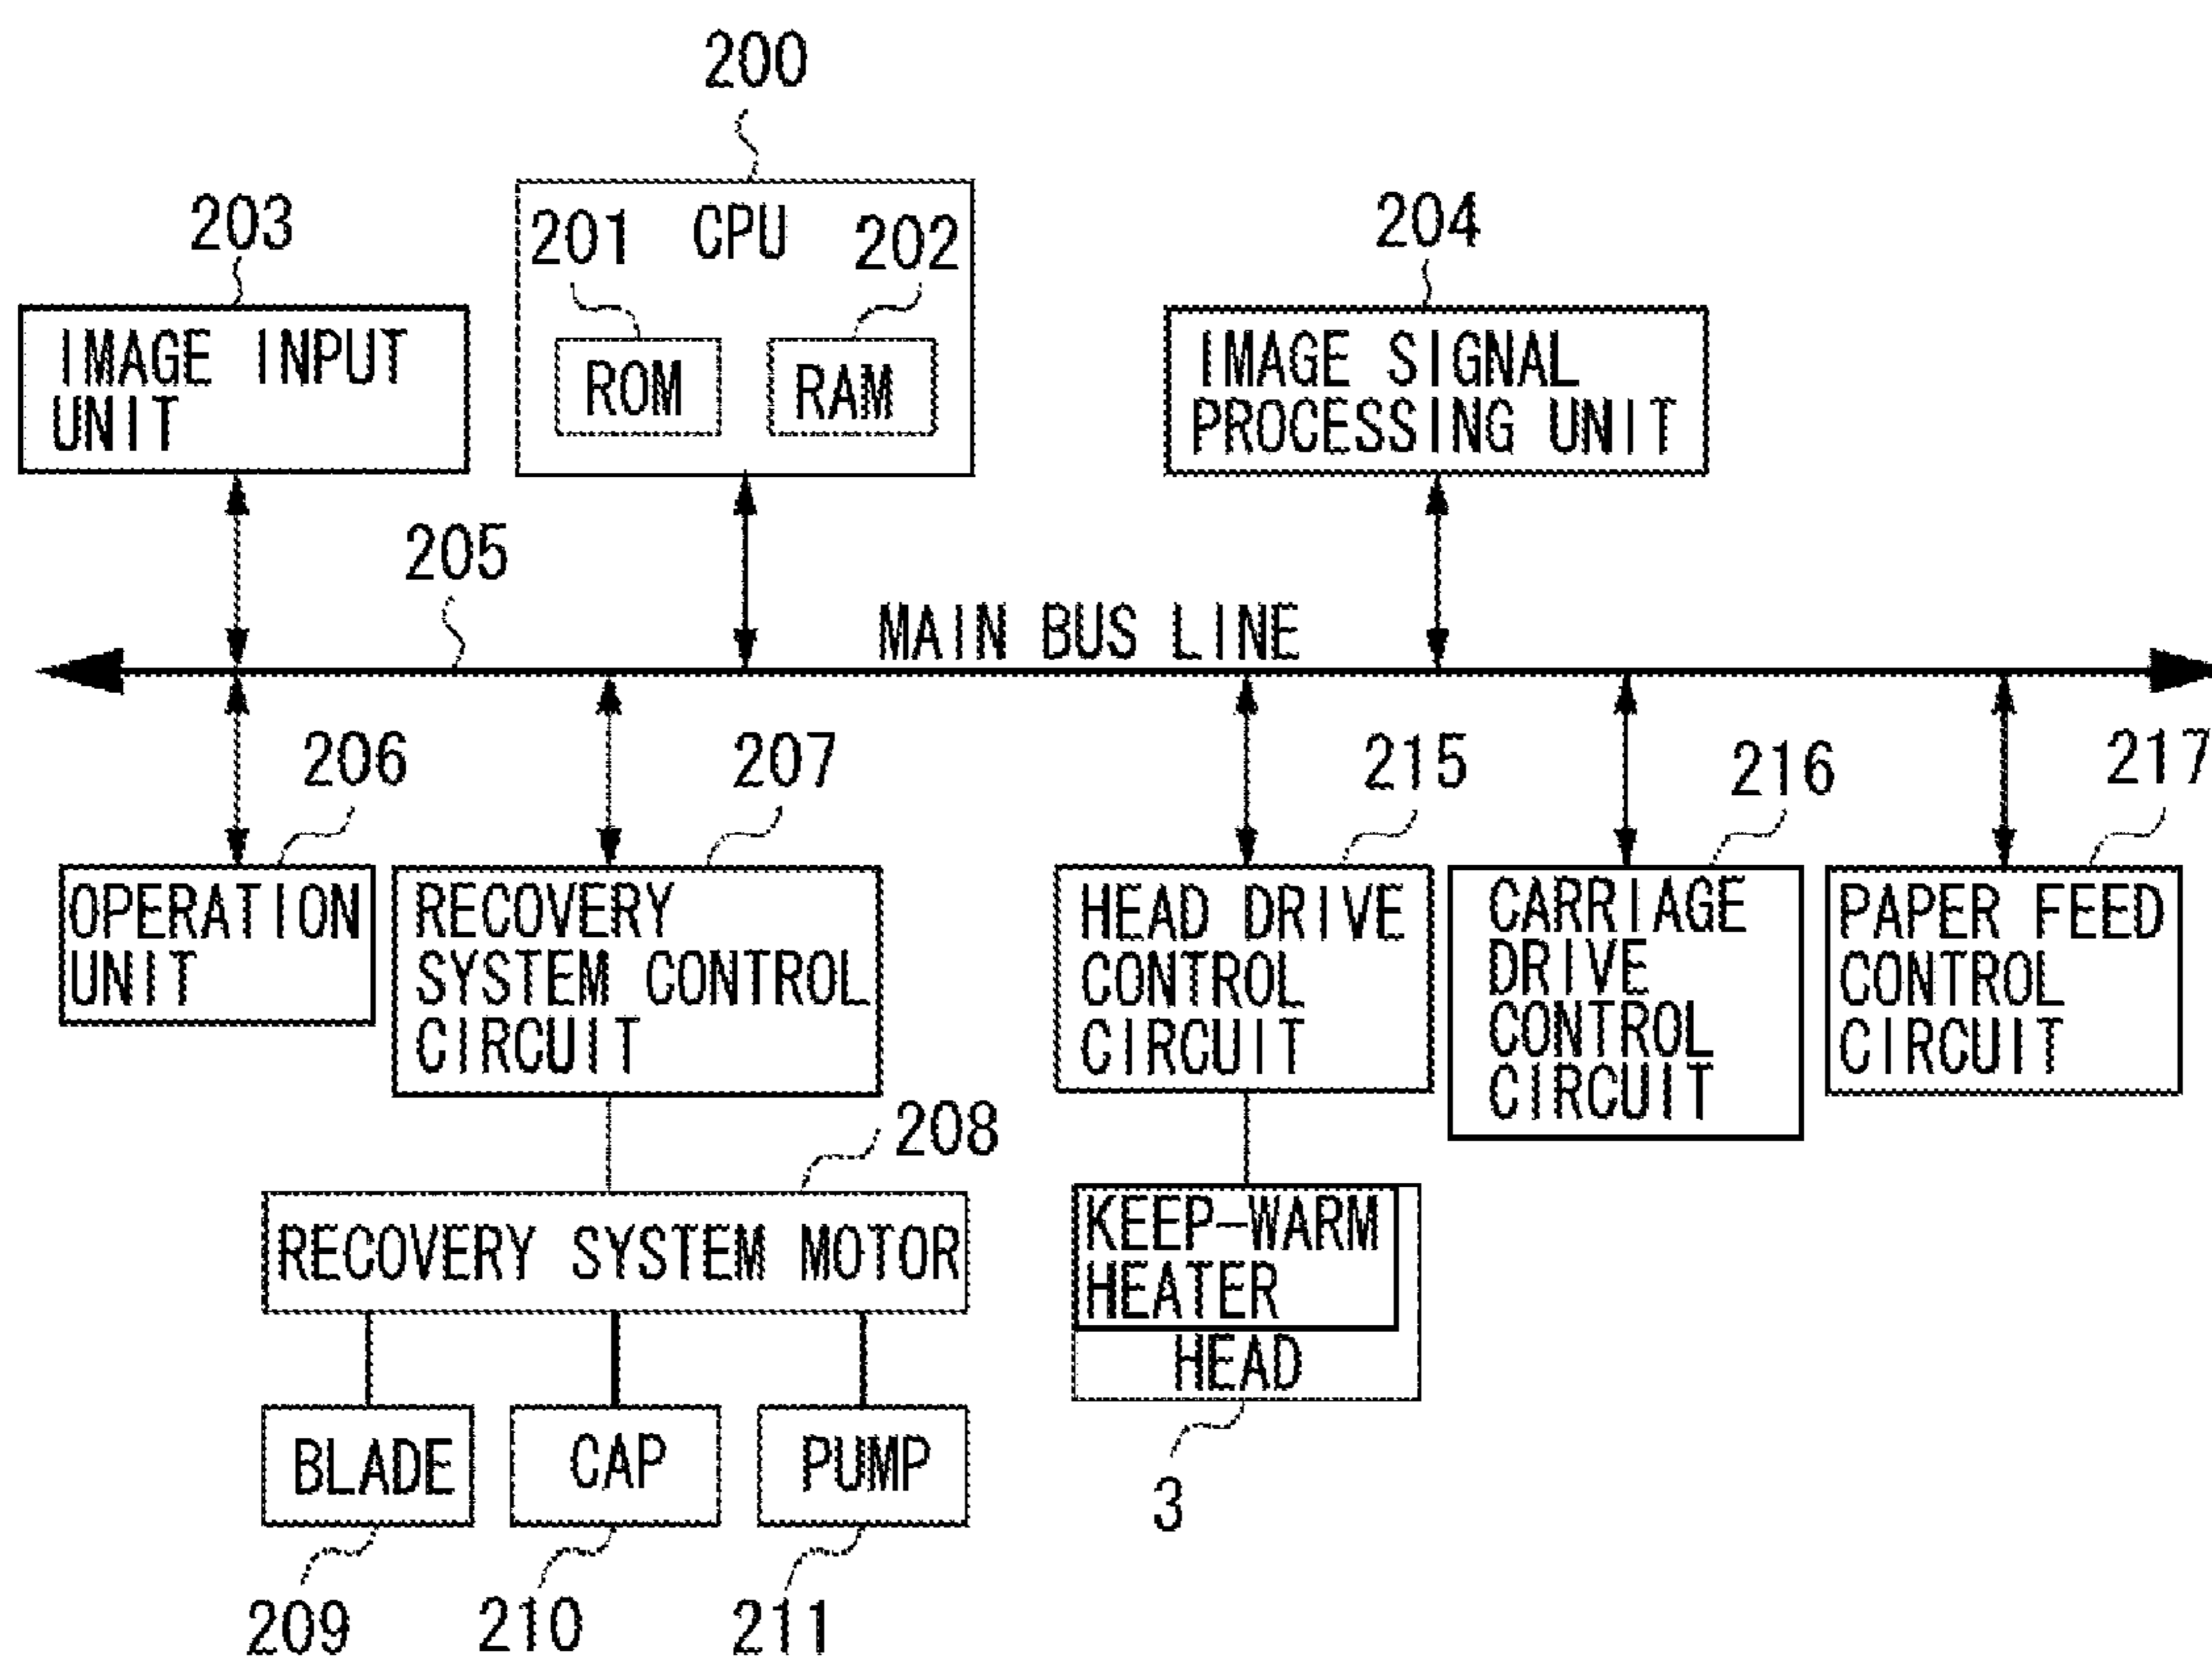 200
203
201
CPU
202
204
IMAGE INPUT
UNIT
ROM
RAM
IMAGE SIGNAL
PROCESSING UNIT
205
MAIN BUS LINE
206
207
215
216
217
OPERATION
UNIT
RECOVERY
SYSTEM CONTROL
CIRCUIT
HEAD DRIVE
CONTROL
CIRCUIT
CARRIAGE
DRIVE
CONTROL
CIRCUIT
PAPER FEED
CONTROL
CIRCUIT
208
RECOVERY SYSTEM MOTOR
KEEP-WARM
HEATER
HEAD
BLADE
CAP
PUMP
3
209
210
211